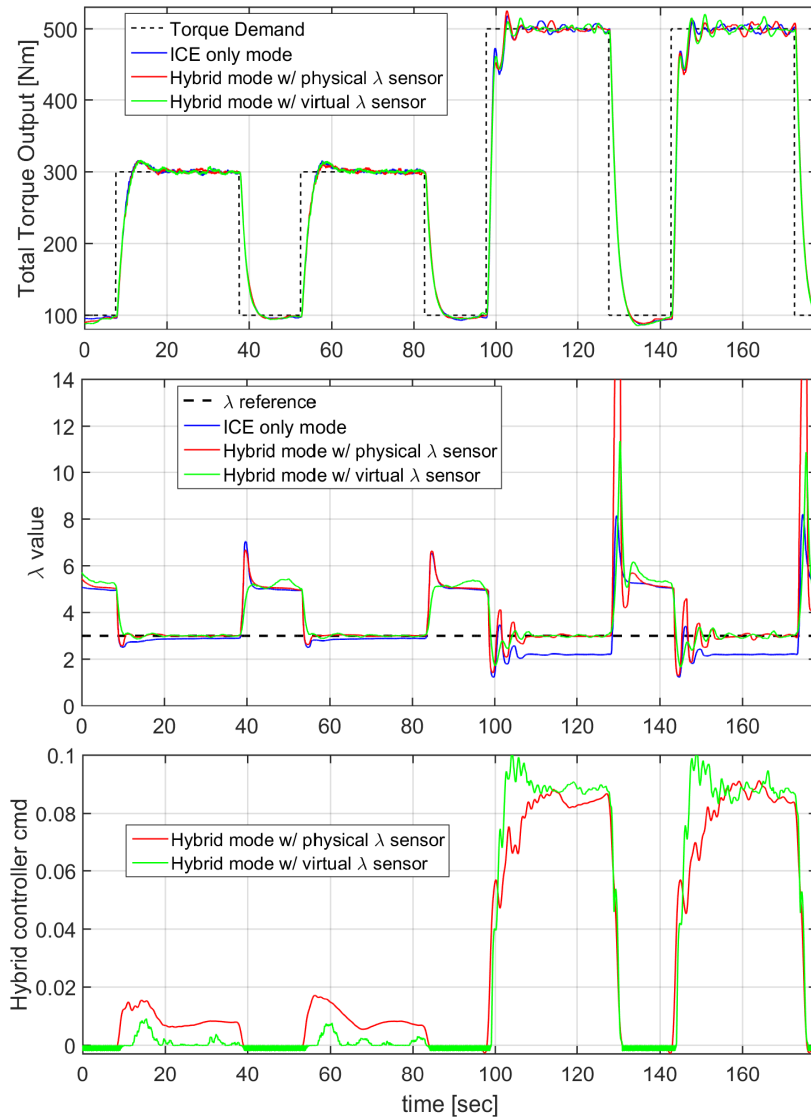 Total Torque Output [Nm]
500
400
300
200
100
Torque Demand
ICE only mode
Hybrid mode w/ physical λ sensor
Hybrid mode w/ virtual λ sensor
0 20 40 60 80 100 120 140 160
λ value
14
12
10
8
6
4
2
0
λ reference
ICE only mode
Hybrid mode w/ physical λ sensor
Hybrid mode w/ virtual λ sensor
0 20 40 60 80 100 120 140 160
Hybrid controller cmd
0.1
0.08
0.06
0.04
0.02
0
Hybrid mode w/ physical λ sensor
Hybrid mode w/ virtual λ sensor
0 20 40 60 80 100 120 140 160
time [sec]